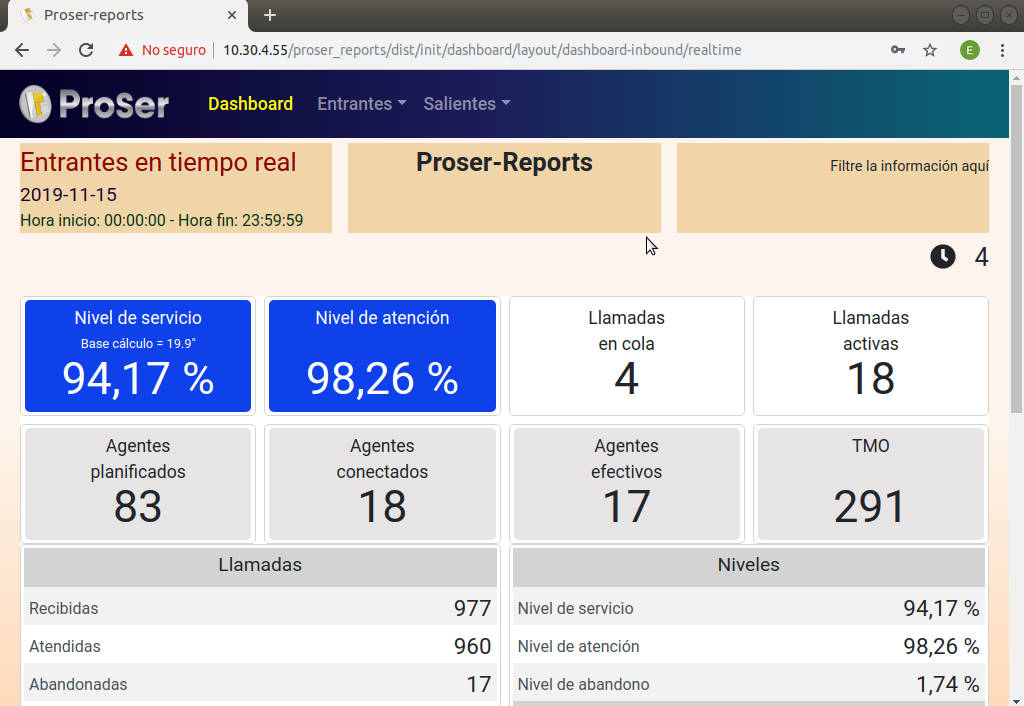 Proser-reports
No seguro
10.30.4.55/proser_reports/dist/init/dashboard/layout/dashboard-inbound/realtime
E
ProSer
Dashboard
Entrantes
Salientes
Entrantes en tiempo real
2019-11-15
Hora inicio: 00:00:00 - Hora fin: 23:59:59
Proser-Reports
Filtre la información aquí
4
Nivel de servicio
Base cálculo = 19.9"
94,17 %
Nivel de atención
98,26 %
Llamadas
en cola
4
Llamadas
activas
18
Agentes
planificados
83
Agentes
conectados
18
Agentes
efectivos
17
TMO
291
Llamadas
Recibidas 977
Atendidas 960
Abandonadas 17
Niveles
Nivel de servicio 94,17 %
Nivel de atención 98,26 %
Nivel de abandono 1,74 %